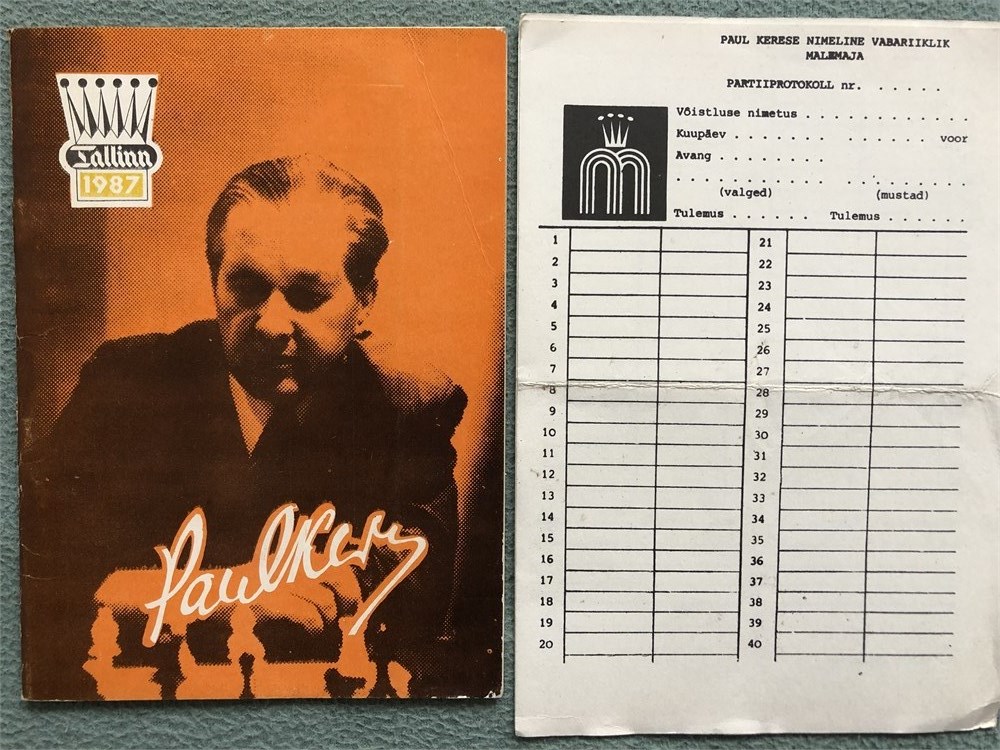 Tallinn
1987
Paul Keres
PAUL KERESE NIMELINE VABARIIKLIK
MALEMAJA
PARTIIPROTOKOLL nr. . . . . .
Võistluse nimetus . . . . . . . . . . . .
Kuupäev . . . . . . . . . . . . . . voor
Avang . . . . . . . .
(valged) (mustad)
Tulemus . . . . . . Tulemus . . . . . .
1 21
2 22
3 23
4 24
5 25
6 26
7 27
8 28
9 29
10 30
11 31
12 32
13 33
14 34
15 35
16 36
17 37
18 38
19 39
20 40